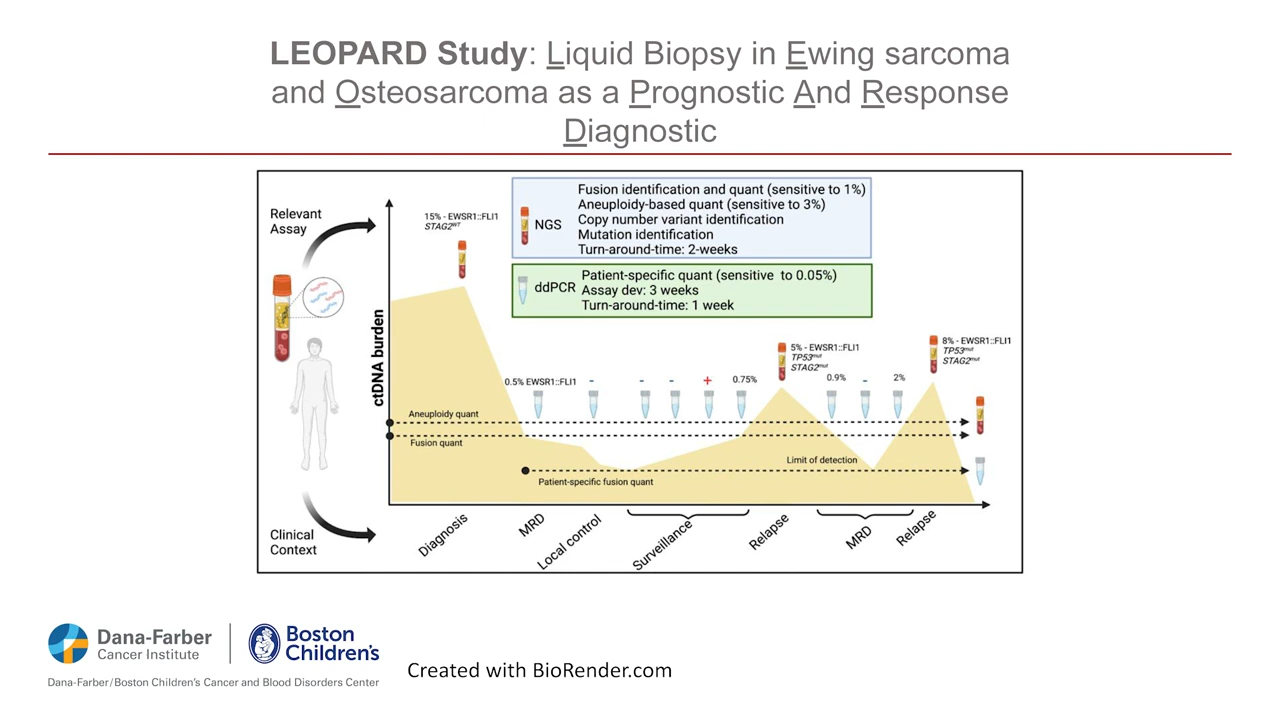 LEOPARD Study: Liquid Biopsy in Ewing sarcoma
and Osteosarcoma as a Prognostic And Response
Diagnostic
Relevant
Assay
15% - EWSR1::FLI1
STAG2ᵂᵀ
NGS
Fusion identification and quant (sensitive to 1%)
Aneuploidy-based quant (sensitive to 3%)
Copy number variant identification
Mutation identification
Turn-around-time: 2-weeks
ddPCR
Patient-specific quant (sensitive to 0.05%)
Assay dev: 3 weeks
Turn-around-time: 1 week
ctDNA burden
0.5% EWSR1::FLI1
-
-
-
+
0.75%
5% - EWSR1::FLI1
TP53ᵐᵘᵗ
STAG2ᵐᵘᵗ
0.9%
-
2%
8% - EWSR1::FLI1
TP53ᵐᵘᵗ
STAG2ᵐᵘᵗ
Aneuploidy quant
Fusion quant
Limit of detection
Patient-specific fusion quant
Clinical
Context
Diagnosis
MRD
Local control
Surveillance
Relapse
MRD
Relapse
Dana-Farber
Cancer Institute
Boston
Children's
Dana-Farber/Boston Children's Cancer and Blood Disorders Center
Created with BioRender.com